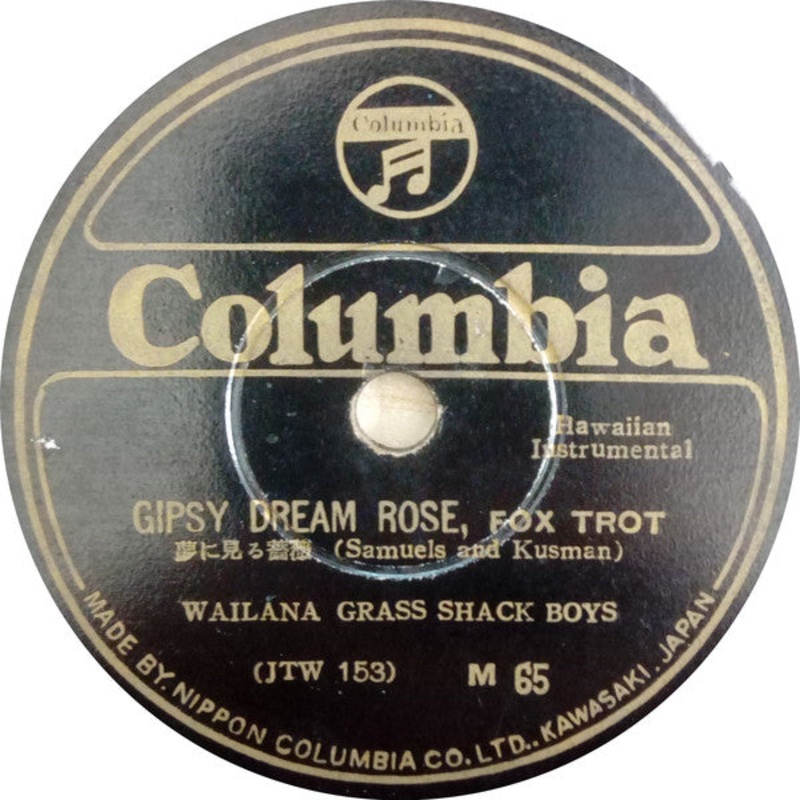 Columbia
Columbia
Hawaiian
Instrumental
GIPSY DREAM ROSE, FOX TROT
夢に見る薔薇 (Samuels and Kusman)
WAILANA GRASS SHACK BOYS
(JTW 153) M 65
MADE BY. NIPPON COLUMBIA CO. LTD., KAWASAKI. JAPAN